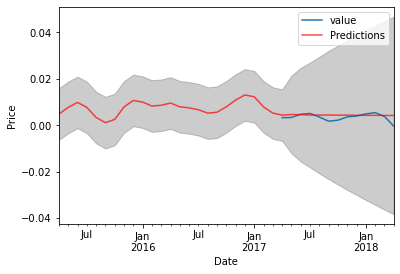 value
Predictions
Price
0.04
0.02
0.00
−0.02
−0.04
Jul
Jan
2016
Jul
Jan
2017
Jul
Jan
2018
Date